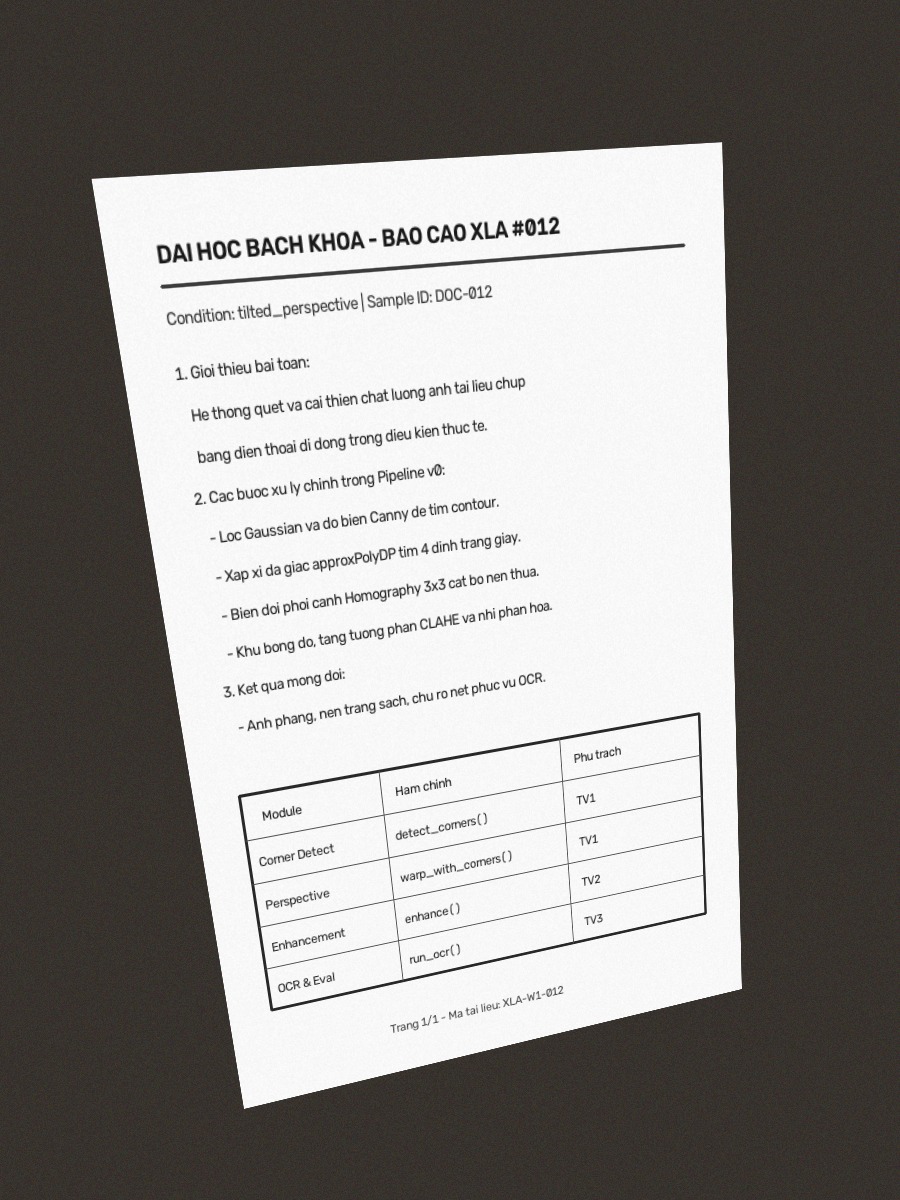 DAI HOC BACH KHOA - BAO CAO XLA #012
Condition: tilted_perspective | Sample ID: DOC-012
1. Gioi thieu bai toan:
He thong quet va cai thien chat luong anh tai lieu chup
bang dien thoai di dong trong dieu kien thuc te.
2. Cac buoc xu ly chinh trong Pipeline v0:
- Loc Gaussian va do bien Canny de tim contour.
- Xap xi da giac approxPolyDP tim 4 dinh trang giay.
- Bien doi phoi canh Homography 3x3 cat bo nen thua.
- Khu bong do, tang tuong phan CLAHE va nhi phan hoa.
3. Ket qua mong doi:
- Anh phang, nen trang sach, chu ro net phuc vu OCR.
Module Ham chinh Phu trach
Corner Detect detect_corners() TV1
Perspective warp_with_corners() TV1
Enhancement enhance() TV2
OCR & Eval run_ocr() TV3
Trang 1/1 - Ma tai lieu: XLA-W1-012